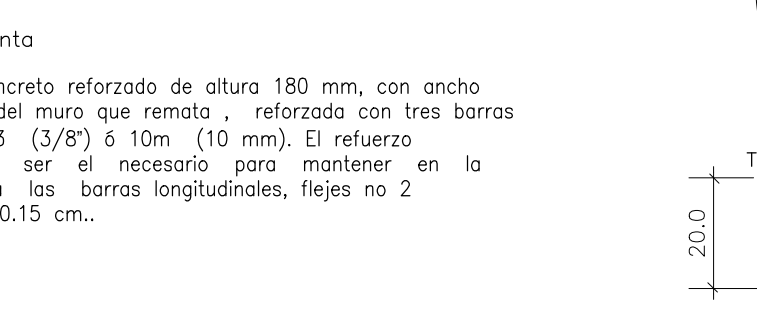 nta
ncreto reforzado de altura 180 mm, con ancho
del muro que remata , reforzada con tres barras
3 (3/8") ó 10m (10 mm). El refuerzo
ser el necesario para mantener en la
las barras longitudinales, flejes no 2
0.15 cm..
T
20.0